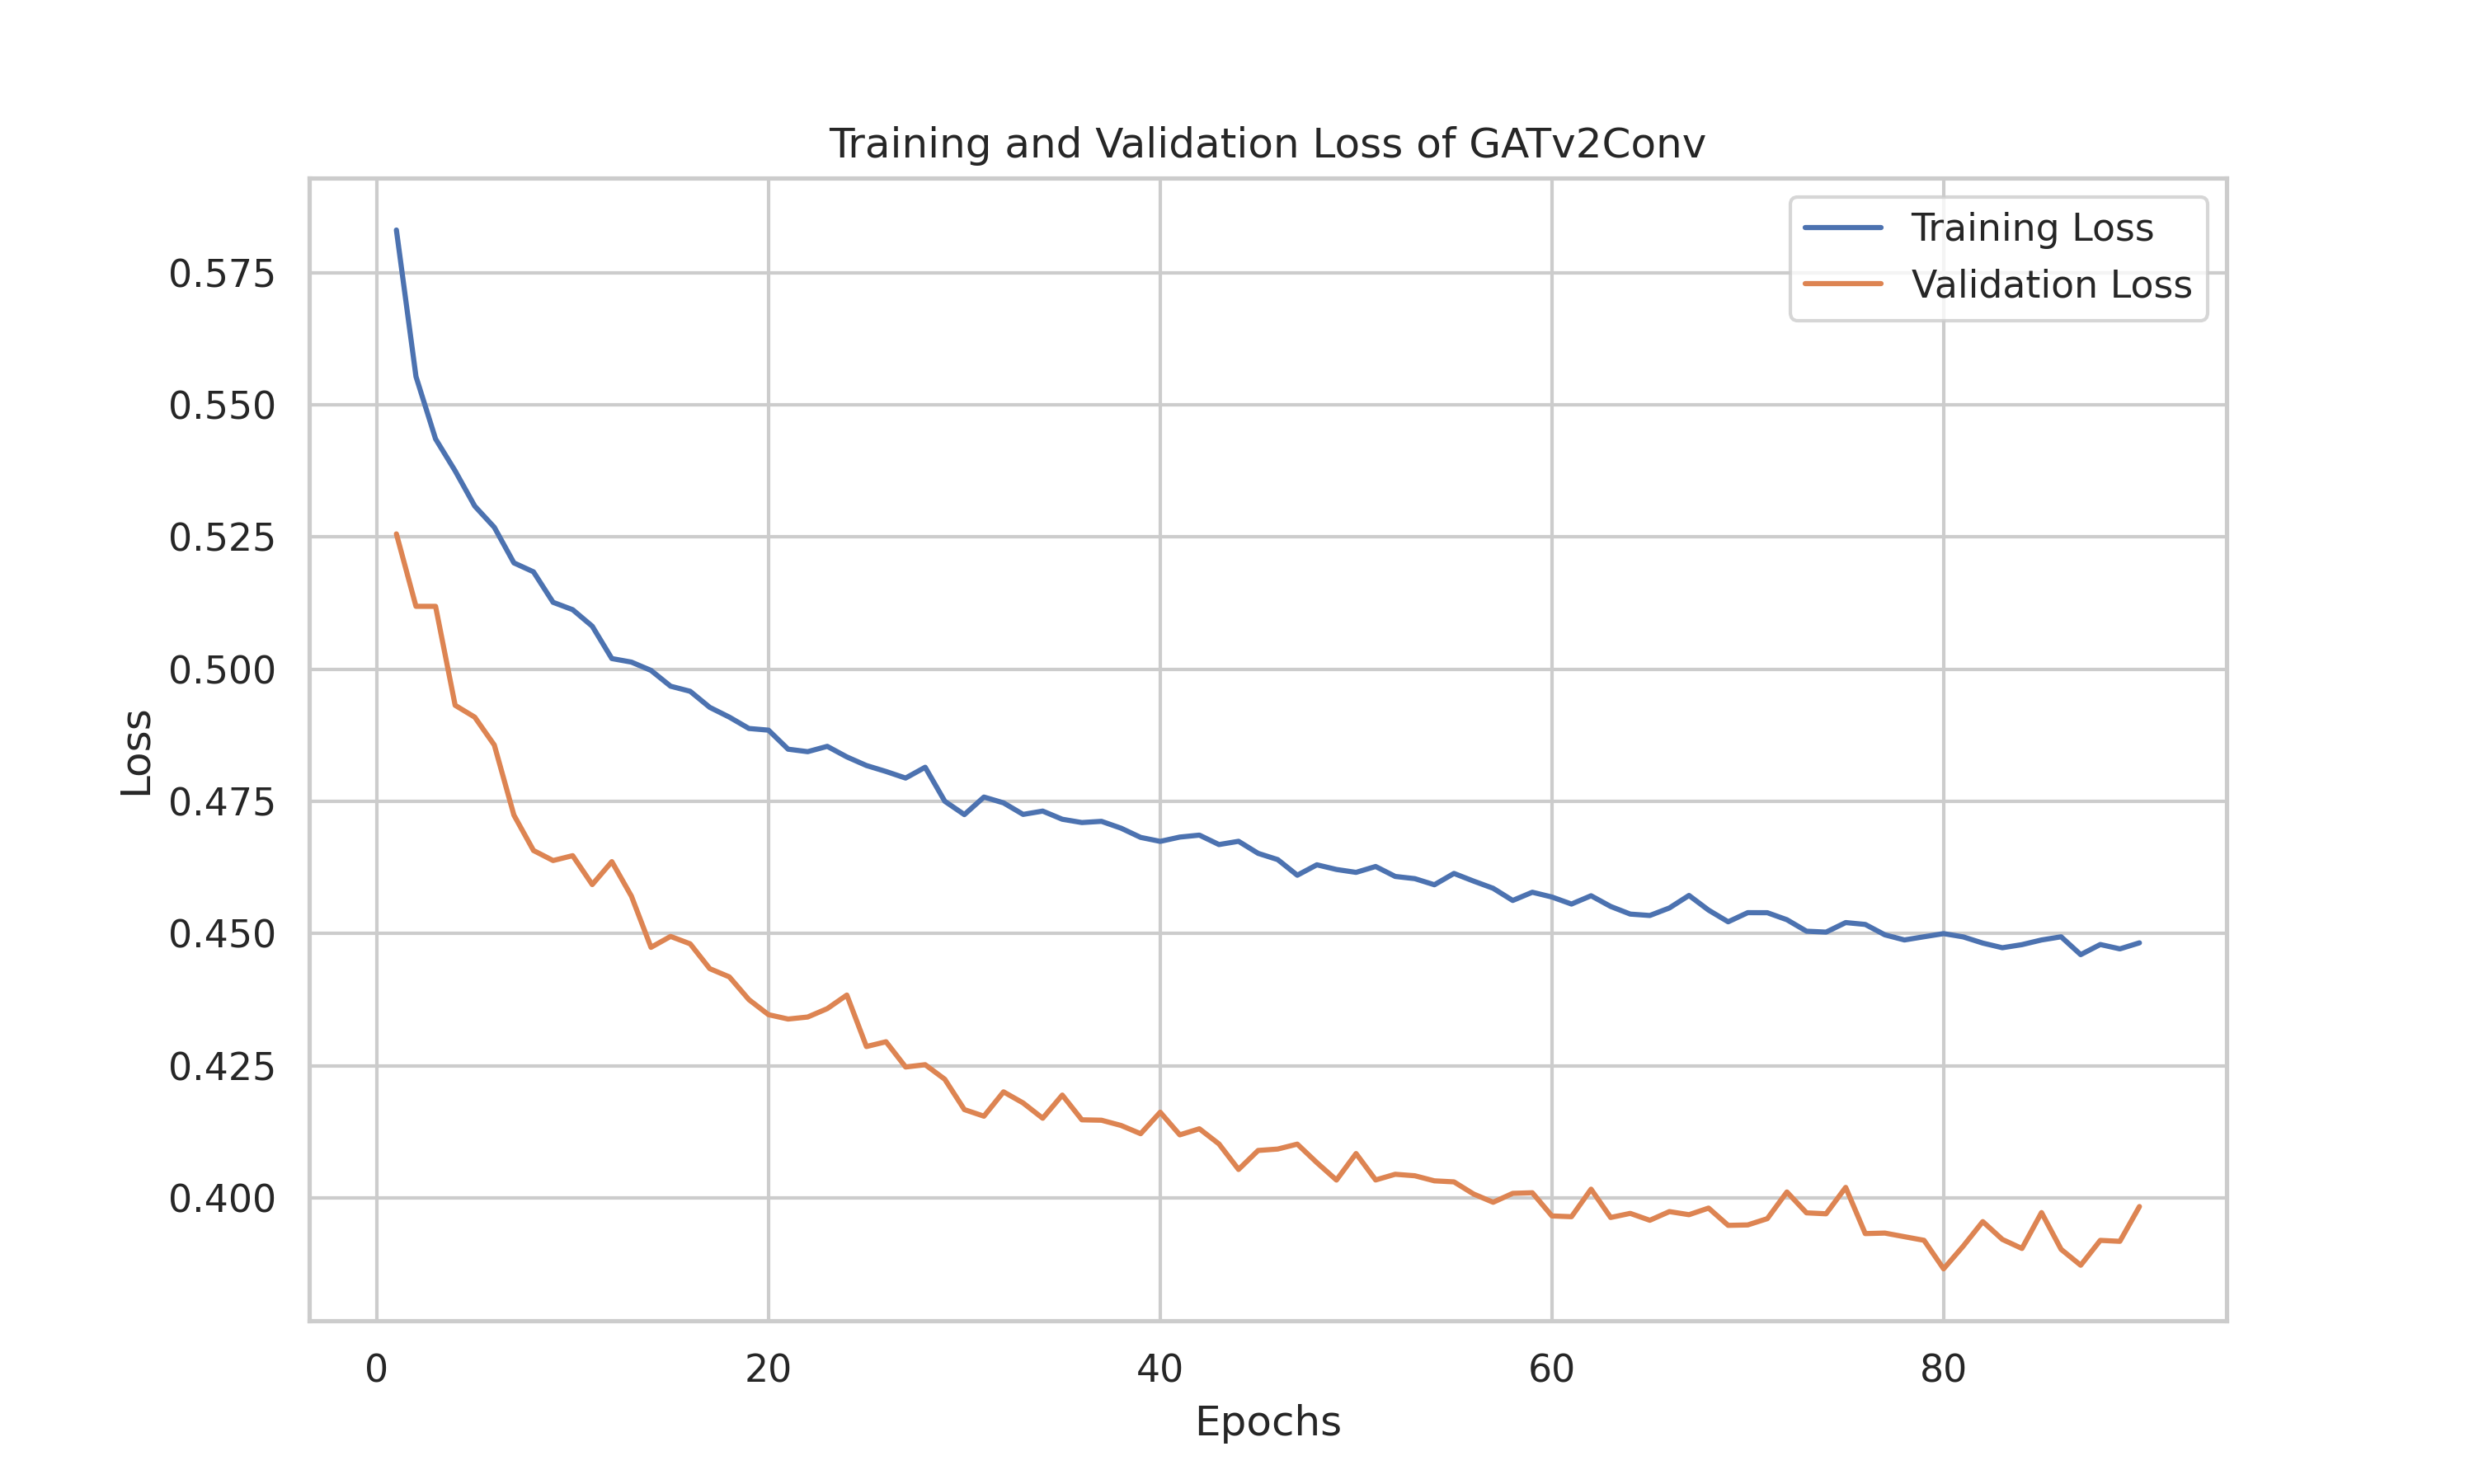 Training and Validation Loss of GATv2Conv
Training Loss
Validation Loss
0.575
0.550
0.525
0.500
0.475
0.450
0.425
0.400
Loss
0 20 40 60 80
Epochs